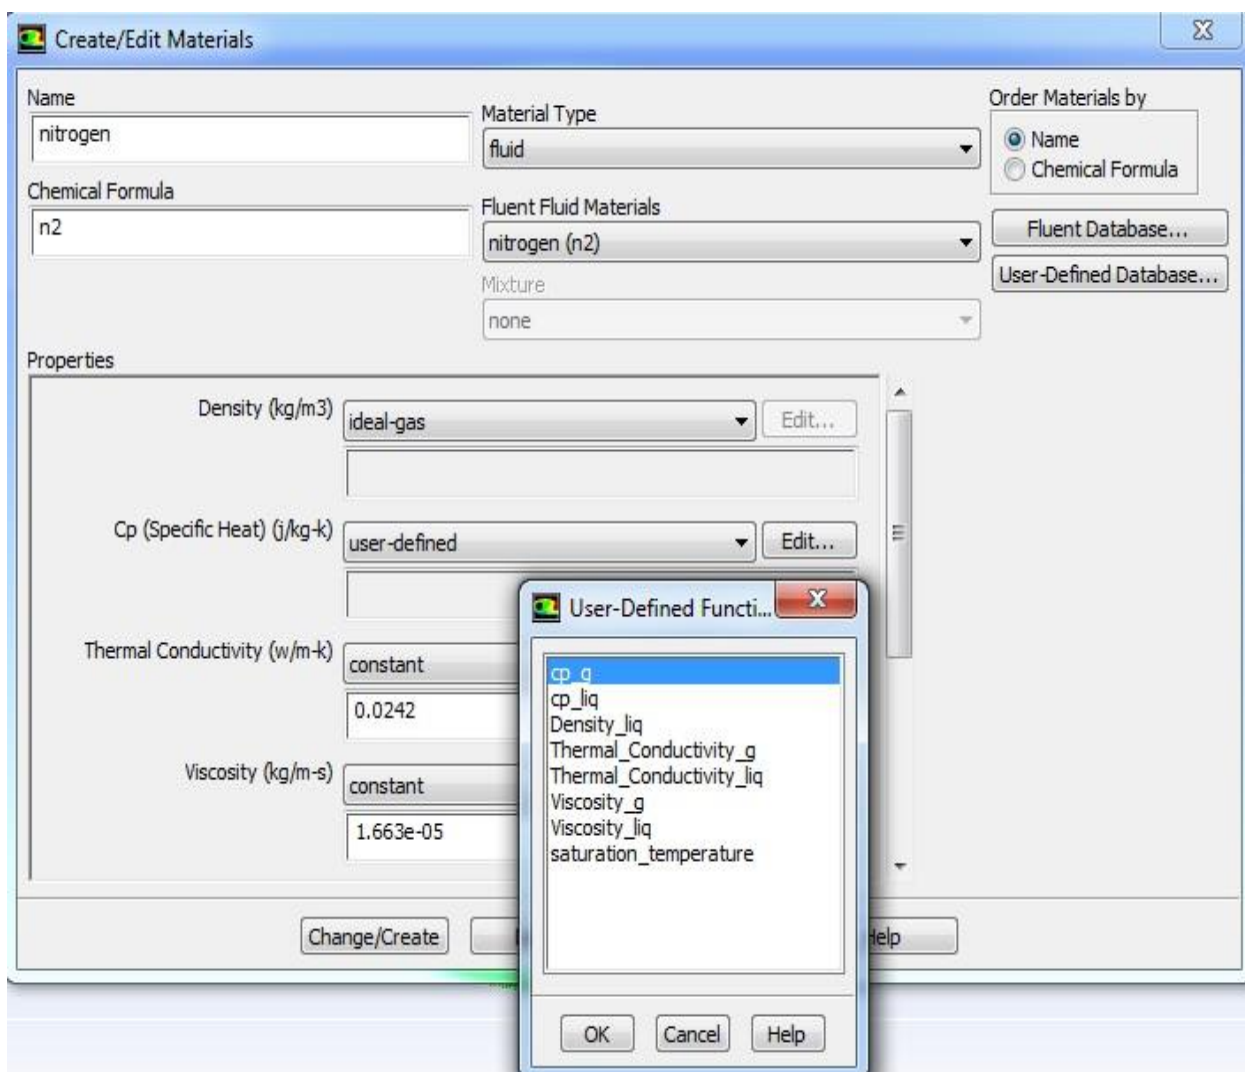 Create/Edit Materials
Name
nitrogen
Chemical Formula
n2
Material Type
fluid
Fluent Fluid Materials
nitrogen (n2)
Mixture
none
Order Materials by
Name
Chemical Formula
Fluent Database...
User-Defined Database...
Properties
Density (kg/m3)
ideal-gas
Edit...
Cp (Specific Heat) (j/kg-k)
user-defined
Edit...
Thermal Conductivity (w/m-k)
constant
0.0242
Viscosity (kg/m-s)
constant
1.663e-05
Change/Create
Help
User-Defined Functi...
cp_g
cp_liq
Density_liq
Thermal_Conductivity_g
Thermal_Conductivity_liq
Viscosity_g
Viscosity_liq
saturation_temperature
OK
Cancel
Help